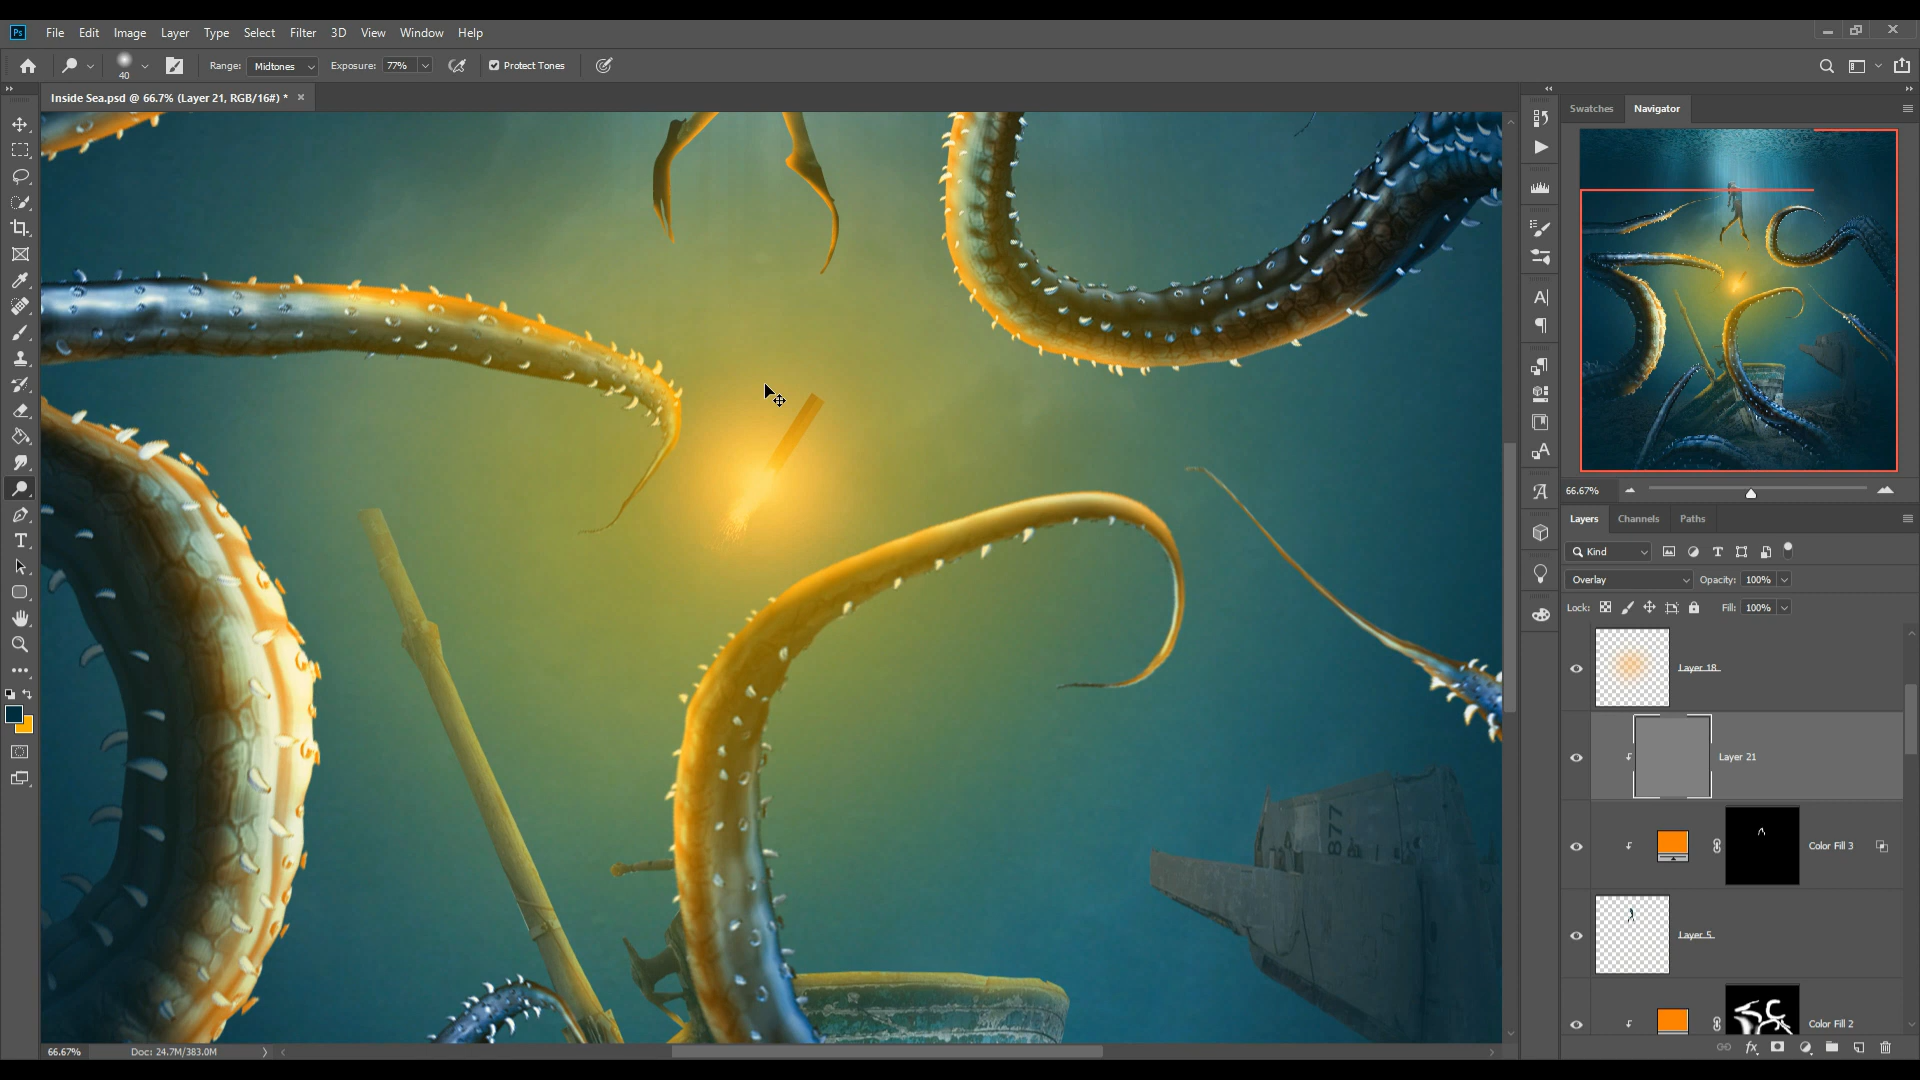 Ps File Edit Image Layer Type Select Filter 3D View Window Help
40 Range: Midtones Exposure: 77% Protect Tones
Inside Sea.psd @ 66.7% (Layer 21, RGB/16#) * ×
Swatches Navigator
877
66.67%
Layers Channels Paths
Kind
Overlay Opacity: 100%
Lock: Fill: 100%
Layer 18
Layer 21
Color Fill 3
Layer 5
Color Fill 2
66.67% Doc: 24.7M/383.0M